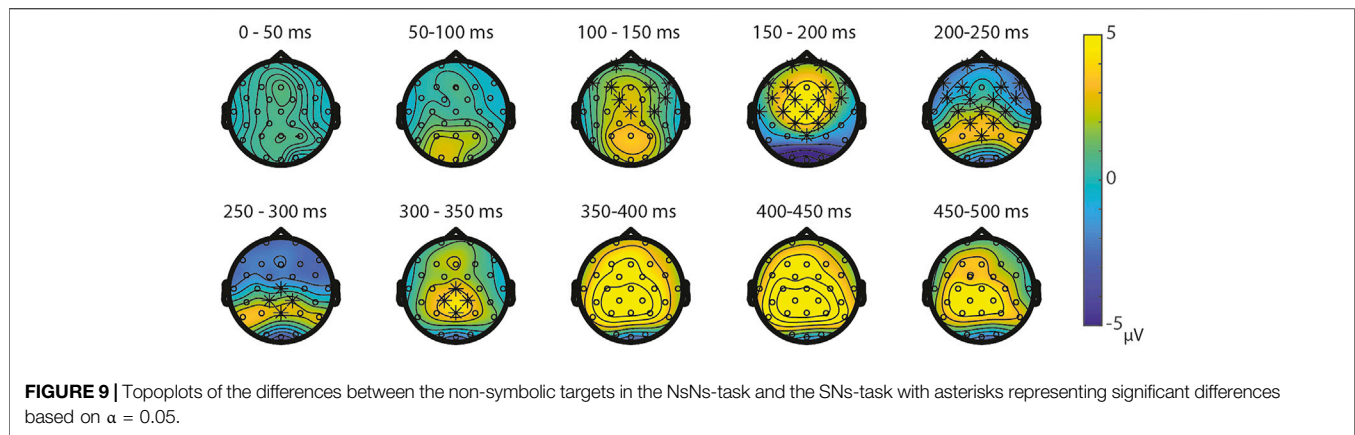 0 - 50 ms 50-100 ms 100 - 150 ms 150 - 200 ms 200-250 ms
5
0
250 - 300 ms 300 - 350 ms 350-400 ms 400-450 ms 450-500 ms
-5
μV
FIGURE 9 | Topoplots of the differences between the non-symbolic targets in the NsNs-task and the SNs-task with asterisks representing significant differences
based on α = 0.05.